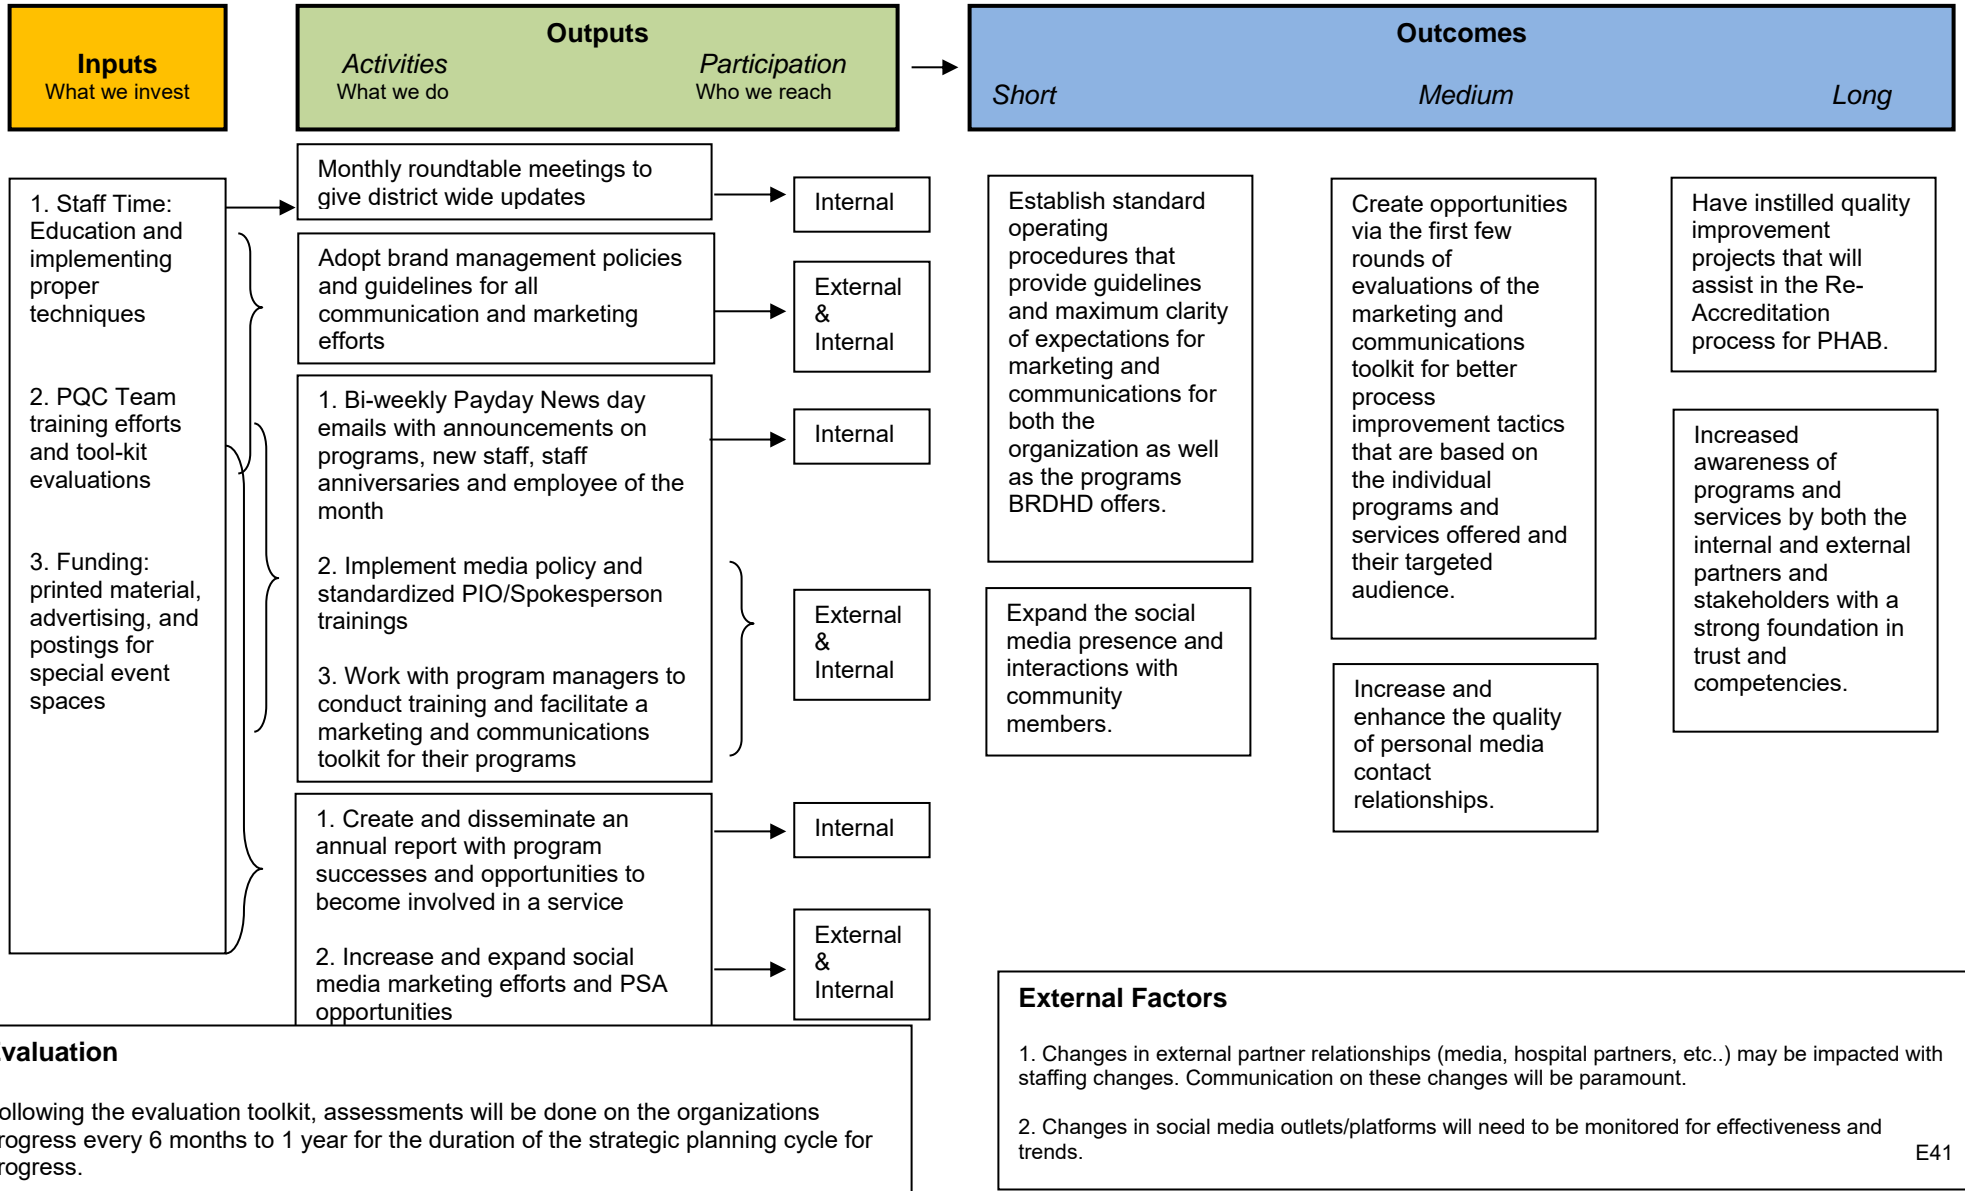 Inputs
What we invest
Outputs
Activities
What we do
Participation
Who we reach
Outcomes
Short
Medium
Long
1. Staff Time:
Education and
implementing
proper
techniques
2. PQC Team
training efforts
and tool-kit
evaluations
3. Funding:
printed material,
advertising, and
postings for
special event
spaces
Monthly roundtable meetings to
give district wide updates
Internal
Adopt brand management policies
and guidelines for all
communication and marketing
efforts
External
&
Internal
1. Bi-weekly Payday News day
emails with announcements on
programs, new staff, staff
anniversaries and employee of the
month
Internal
2. Implement media policy and
standardized PIO/Spokesperson
trainings
3. Work with program managers to
conduct training and facilitate a
marketing and communications
toolkit for their programs
External
&
Internal
1. Create and disseminate an
annual report with program
successes and opportunities to
become involved in a service
Internal
2. Increase and expand social
media marketing efforts and PSA
opportunities
External
&
Internal
Establish standard
operating
procedures that
provide guidelines
and maximum clarity
of expectations for
marketing and
communications for
both the
organization as well
as the programs
BRDHD offers.
Expand the social
media presence and
interactions with
community
members.
Create opportunities
via the first few
rounds of
evaluations of the
marketing and
communications
toolkit for better
process
improvement tactics
that are based on
the individual
programs and
services offered and
their targeted
audience.
Increase and
enhance the quality
of personal media
contact
relationships.
Have instilled quality
improvement
projects that will
assist in the Re-
Accreditation
process for PHAB.
Increased
awareness of
programs and
services by both the
internal and external
partners and
stakeholders with a
strong foundation in
trust and
competencies.
valuation
ollowing the evaluation toolkit, assessments will be done on the organizations
rogress every 6 months to 1 year for the duration of the strategic planning cycle for
rogress.
External Factors
1. Changes in external partner relationships (media, hospital partners, etc..) may be impacted with
staffing changes. Communication on these changes will be paramount.
2. Changes in social media outlets/platforms will need to be monitored for effectiveness and
trends.
E41